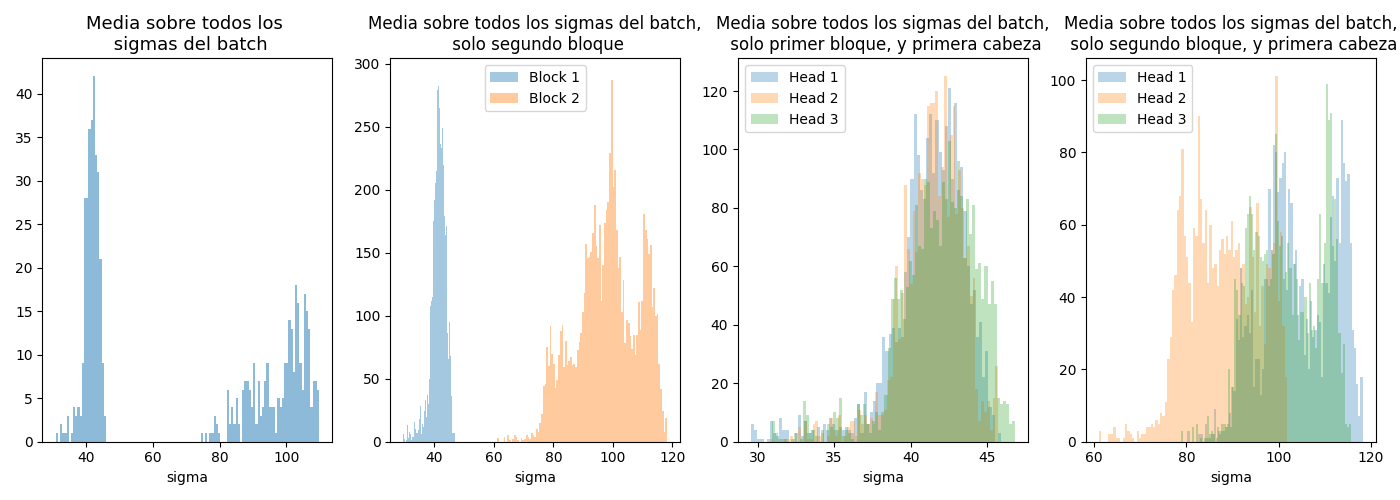 Media sobre todos los
sigmas del batch
0
5
10
15
20
25
30
35
40
40
60
80
100
sigma
Media sobre todos los sigmas del batch,
solo segundo bloque
Block 1
Block 2
0
50
100
150
200
250
300
40
60
80
100
120
sigma
Media sobre todos los sigmas del batch,
solo primer bloque, y primera cabeza
Head 1
Head 2
Head 3
0
20
40
60
80
100
120
30
35
40
45
sigma
Media sobre todos los sigmas del batch,
solo segundo bloque, y primera cabeza
Head 1
Head 2
Head 3
0
20
40
60
80
100
60
80
100
120
sigma